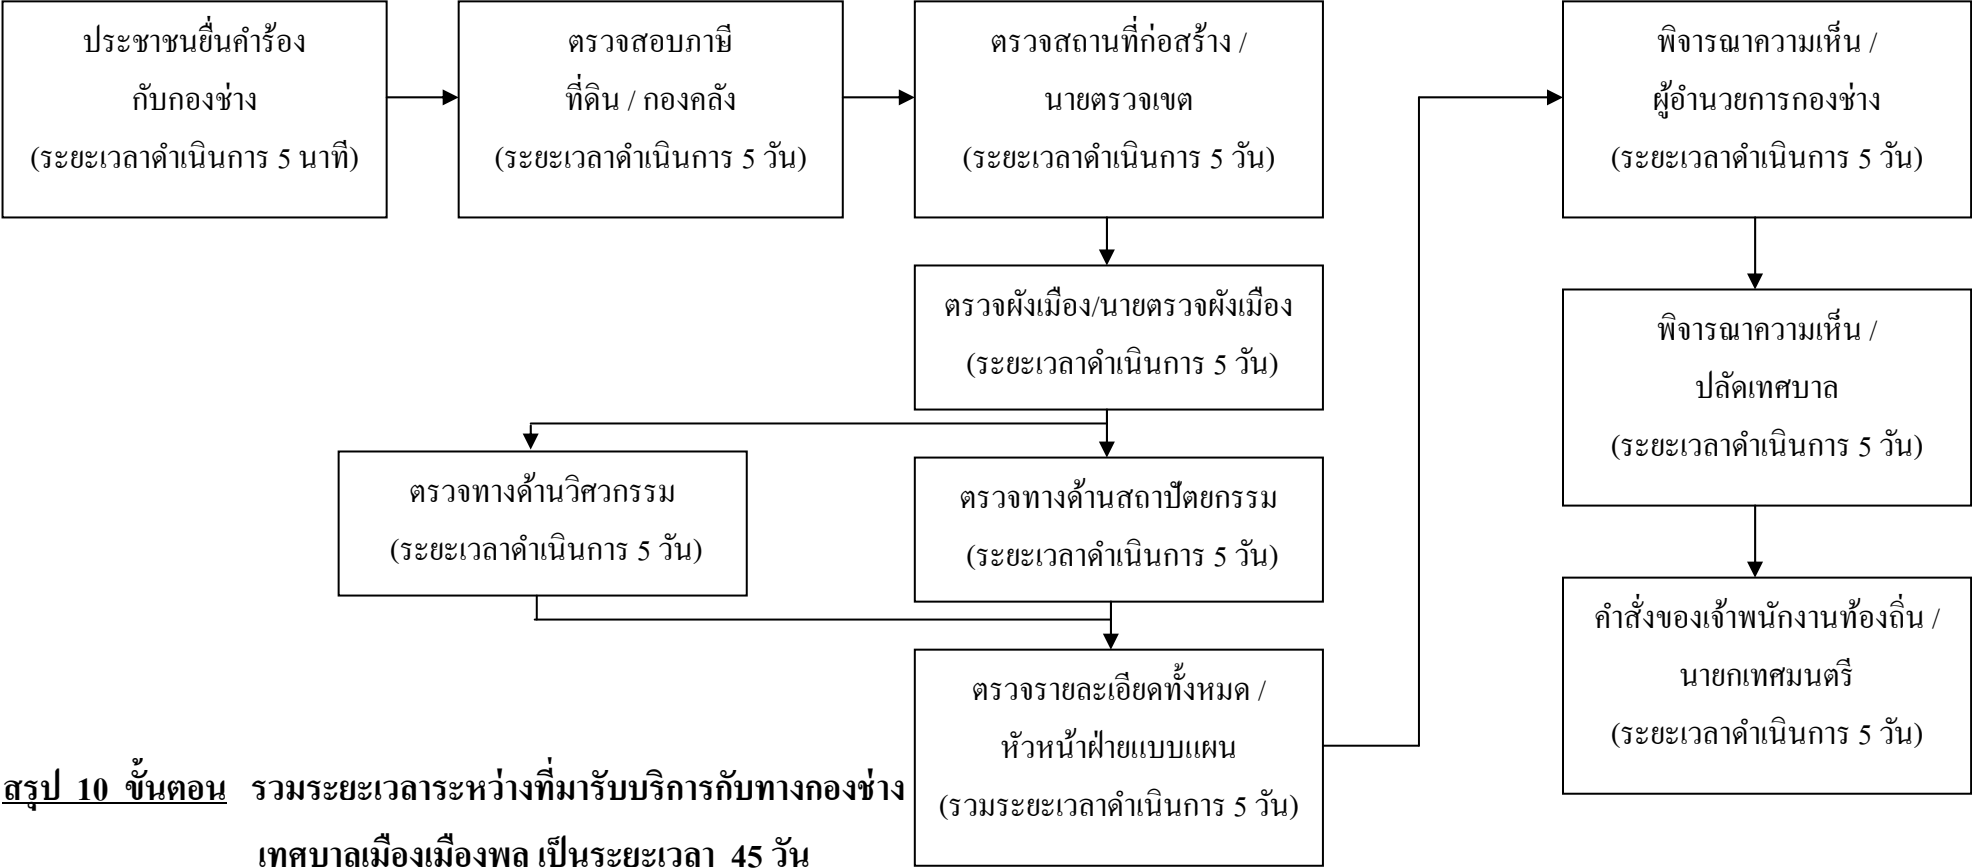 ประชาชนยื่นคำร้อง
กับกองช่าง
(ระยะเวลาดำเนินการ 5 นาที)
ตรวจสอบภาษี
ที่ดิน / กองคลัง
(ระยะเวลาดำเนินการ 5 วัน)
ตรวจสถานที่ก่อสร้าง /
นายตรวจเขต
(ระยะเวลาดำเนินการ 5 วัน)
ตรวจผังเมือง/นายตรวจผังเมือง
(ระยะเวลาดำเนินการ 5 วัน)
ตรวจทางด้านวิศวกรรม
(ระยะเวลาดำเนินการ 5 วัน)
ตรวจทางด้านสถาปัตยกรรม
(ระยะเวลาดำเนินการ 5 วัน)
ตรวจรายละเอียดทั้งหมด /
หัวหน้าฝ่ายแบบแผน
(รวมระยะเวลาดำเนินการ 5 วัน)
พิจารณาความเห็น /
ผู้อำนวยการกองช่าง
(ระยะเวลาดำเนินการ 5 วัน)
พิจารณาความเห็น /
ปลัดเทศบาล
(ระยะเวลาดำเนินการ 5 วัน)
คำสั่งของเจ้าพนักงานท้องถิ่น /
นายกเทศมนตรี
(ระยะเวลาดำเนินการ 5 วัน)
สรุป 10 ขั้นตอน รวมระยะเวลาระหว่างที่มารับบริการกับทางกองช่าง
เทศบาลเมืองเมืองพล เป็นระยะเวลา 45 วัน